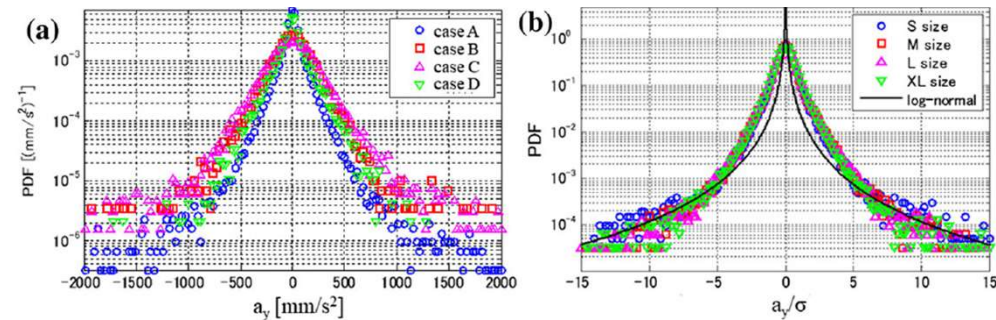 (a)
case A
case B
case C
case D
PDF [(mm/s²)⁻¹]
10⁻³
10⁻⁴
10⁻⁵
10⁻⁶
-2000 -1500 -1000 -500 0 500 1000 1500 2000
a_y [mm/s²]
(b)
S size
M size
L size
XL size
log-normal
PDF
10⁰
10⁻¹
10⁻²
10⁻³
10⁻⁴
-15 -10 -5 0 5 10 15
a_y/σ